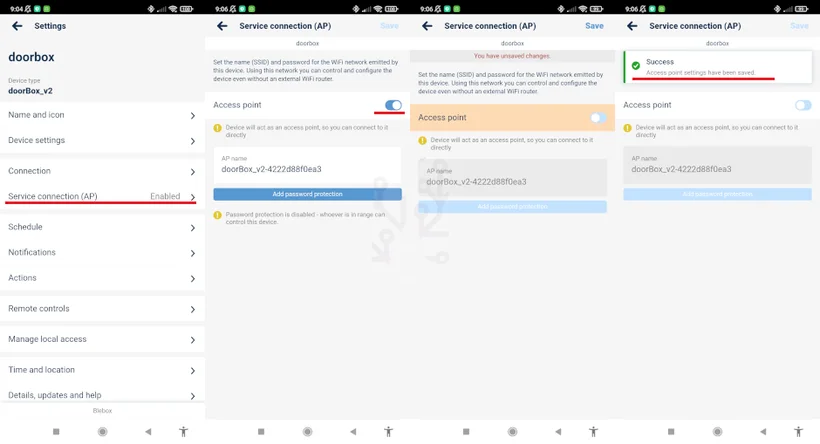 9:04
100
Settings
doorbox
Device type
doorBox_v2
Name and icon
Device settings
Connection
Service connection (AP)
Enabled
Schedule
Notifications
Actions
Remote controls
Manage local access
Time and location
Details, updates and help
Blebox
9:06
100
Service connection (AP)
Save
doorbox
Set the name (SSID) and password for the WiFi network emitted by
this device. Using this network you can control and configure the
device even without an external WiFi router.
Access point
Device will act as an access point, so you can connect to it
directly
AP name
doorBox_v2-4222d88f0ea3
Add password protection
Password protection is disabled - whoever is in range can
control this device.
9:06
99
Service connection (AP)
Save
doorbox
You have unsaved changes
Set the name (SSID) and password for the WiFi network emitted by
this device. Using this network you can control and configure the
device even without an external WiFi router.
Access point
Device will act as an access point, so you can connect to it
directly
AP name
doorBox_v2-4222d88f0ea3
Add password protection
9:06
99
Service connection (AP)
Save
doorbox
Success
Access point settings have been saved
Access point
Device will act as an access point, so you can connect to it
directly
AP name
doorBox_v2-4222d88f0ea3
Add password protection